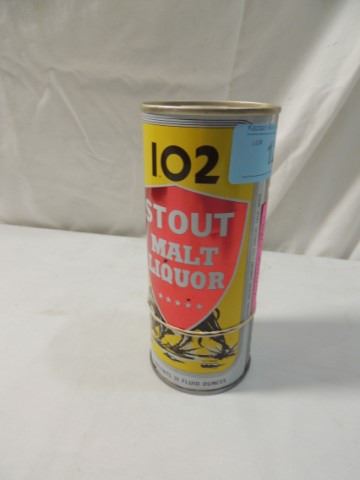 102
STOUT
MALT
LIQUOR
FLUID OUNCES